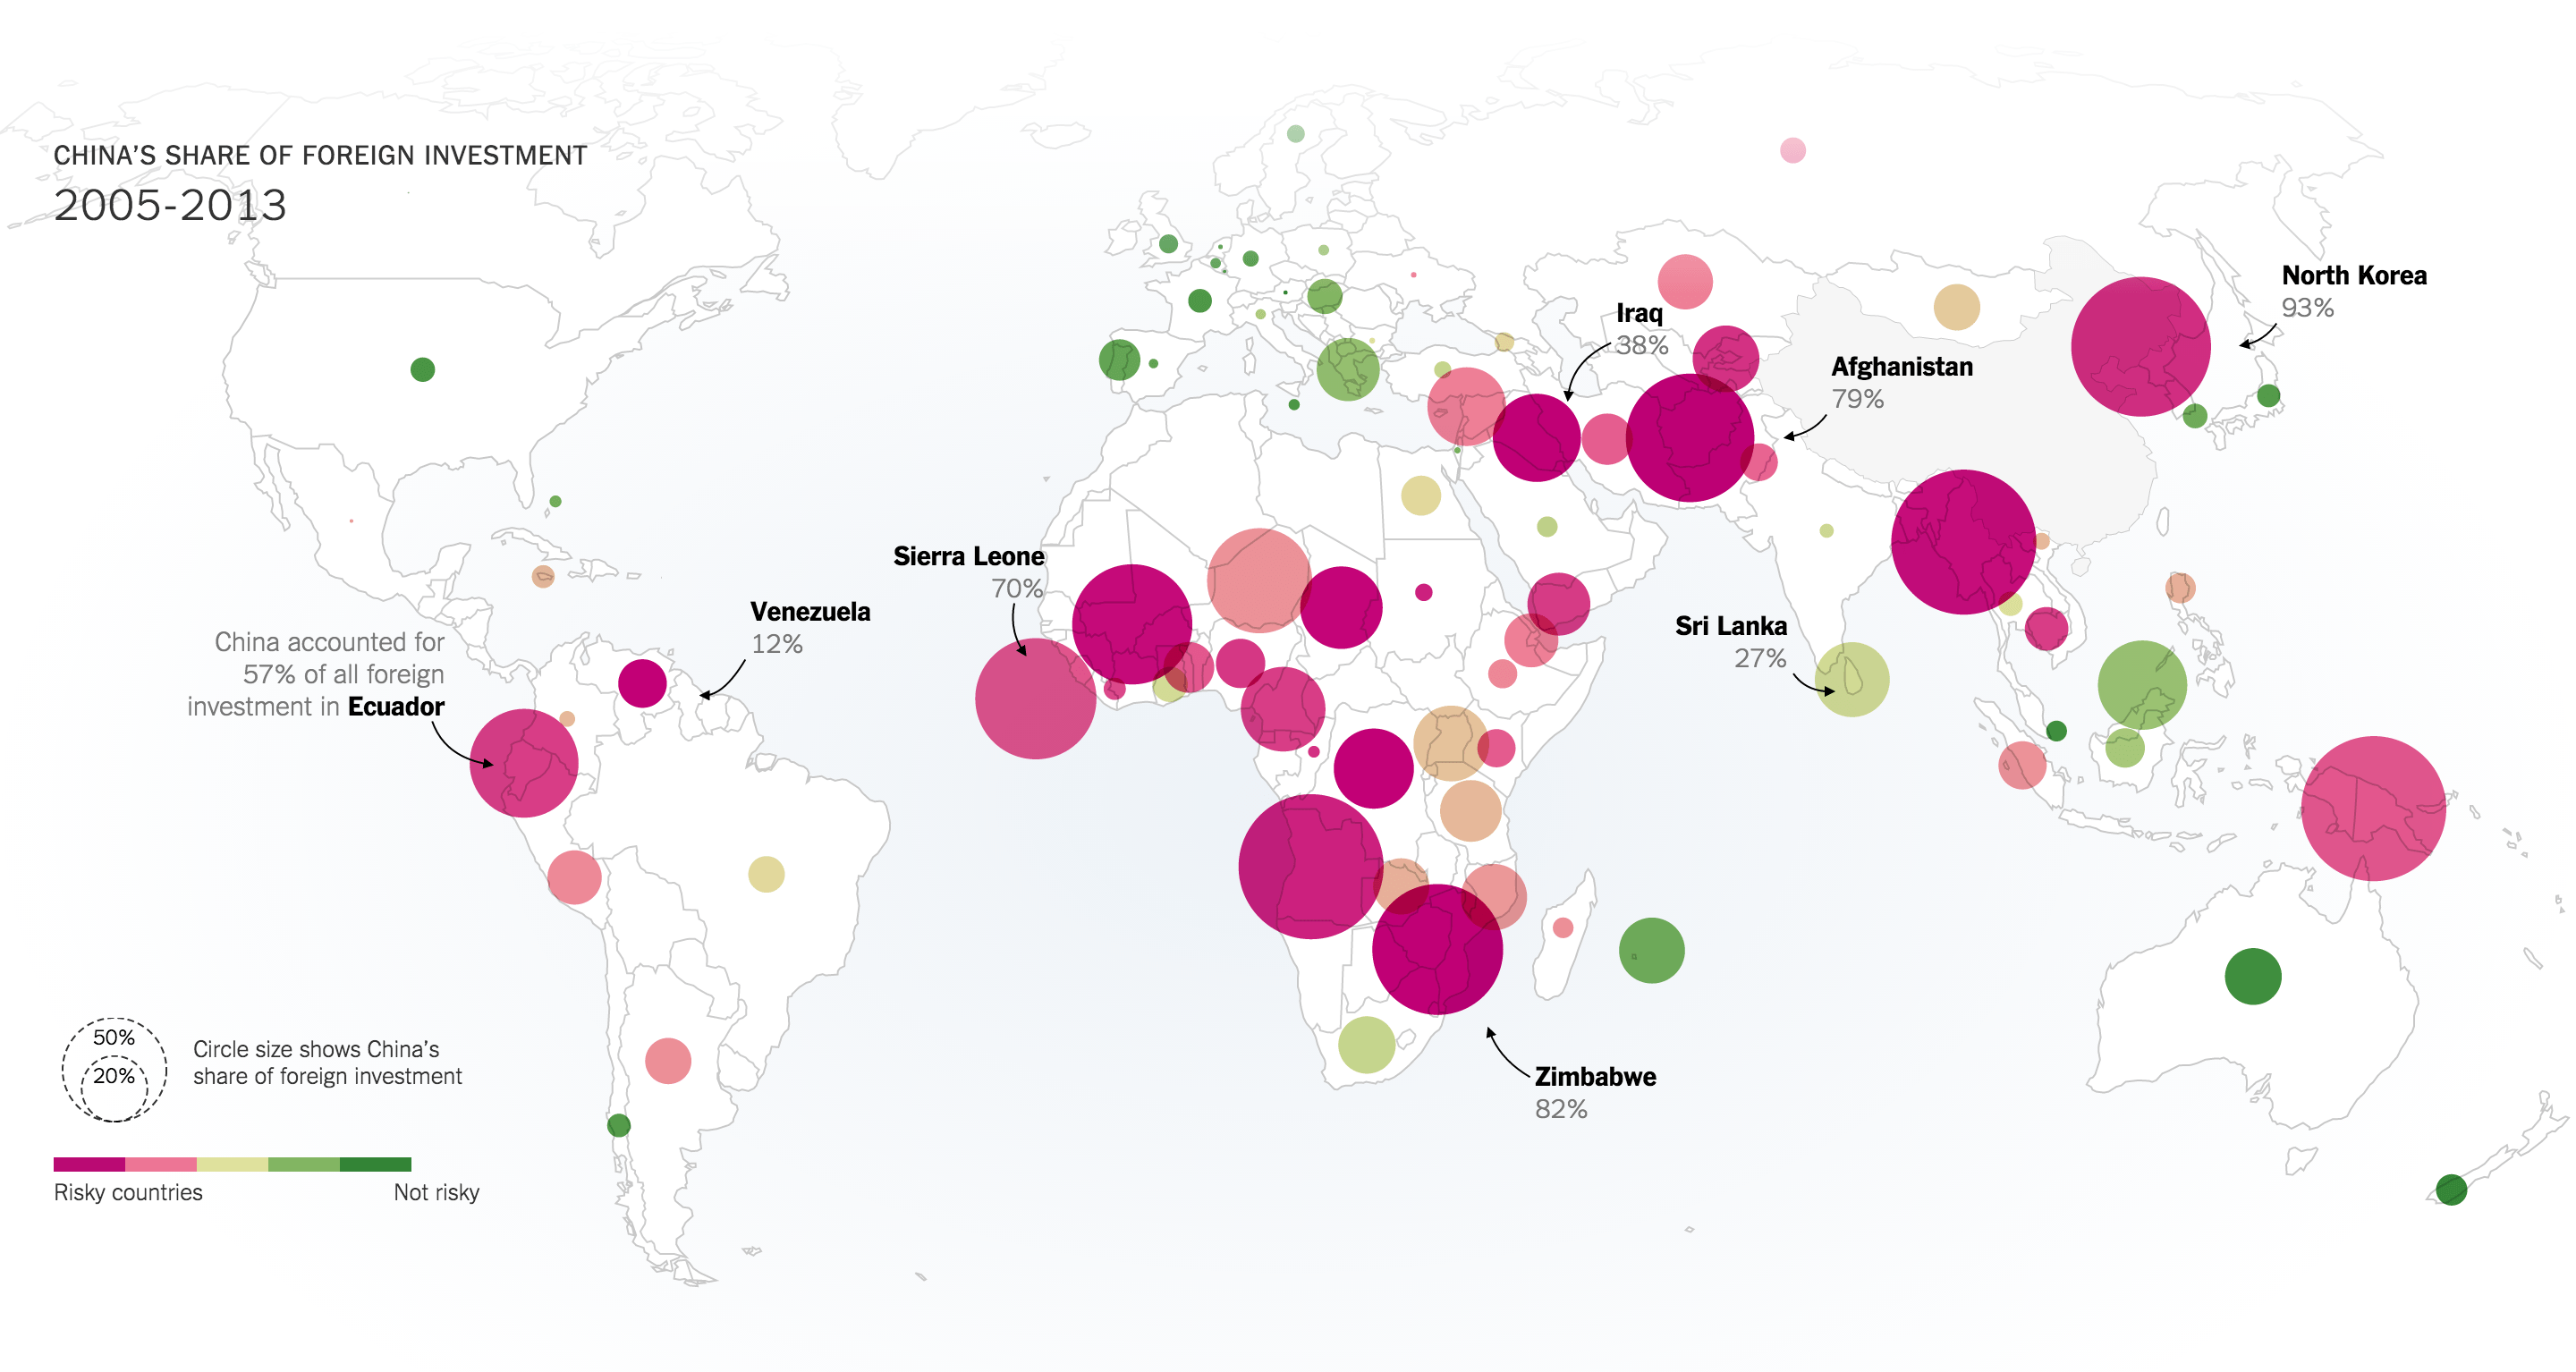 CHINA’S SHARE OF FOREIGN INVESTMENT
2005-2013
North Korea
93%
Iraq
38%
Afghanistan
79%
Sierra Leone
70%
Venezuela
12%
Sri Lanka
27%
China accounted for
57% of all foreign
investment in Ecuador
50%
20%
Circle size shows China’s
share of foreign investment
Zimbabwe
82%
Risky countries
Not risky